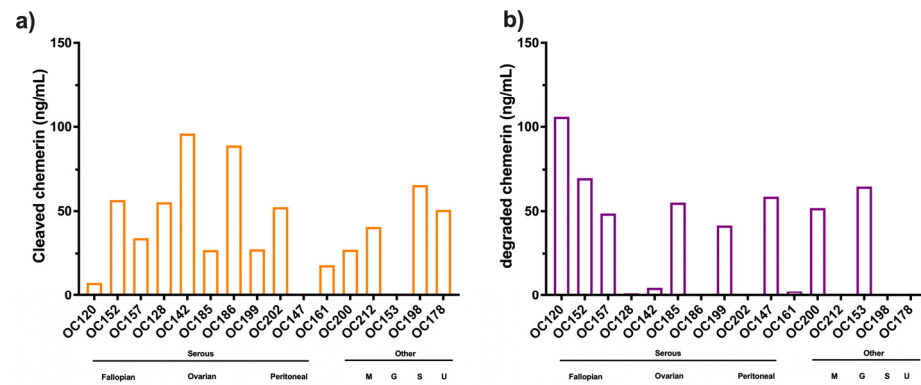 a)
Cleaved chemerin (ng/mL)
150
100
50
0
OC120 OC152 OC157 OC128 OC142 OC185 OC186 OC199 OC202 OC147 OC161 OC200 OC212 OC153 OC198 OC178
Serous Other
Fallopian Ovarian Peritoneal M G S U
b)
degraded chemerin (ng/mL)
150
100
50
0
OC120 OC152 OC157 OC128 OC142 OC185 OC186 OC199 OC202 OC147 OC161 OC200 OC212 OC153 OC198 OC178
Serous Other
Fallopian Ovarian Peritoneal M G S U